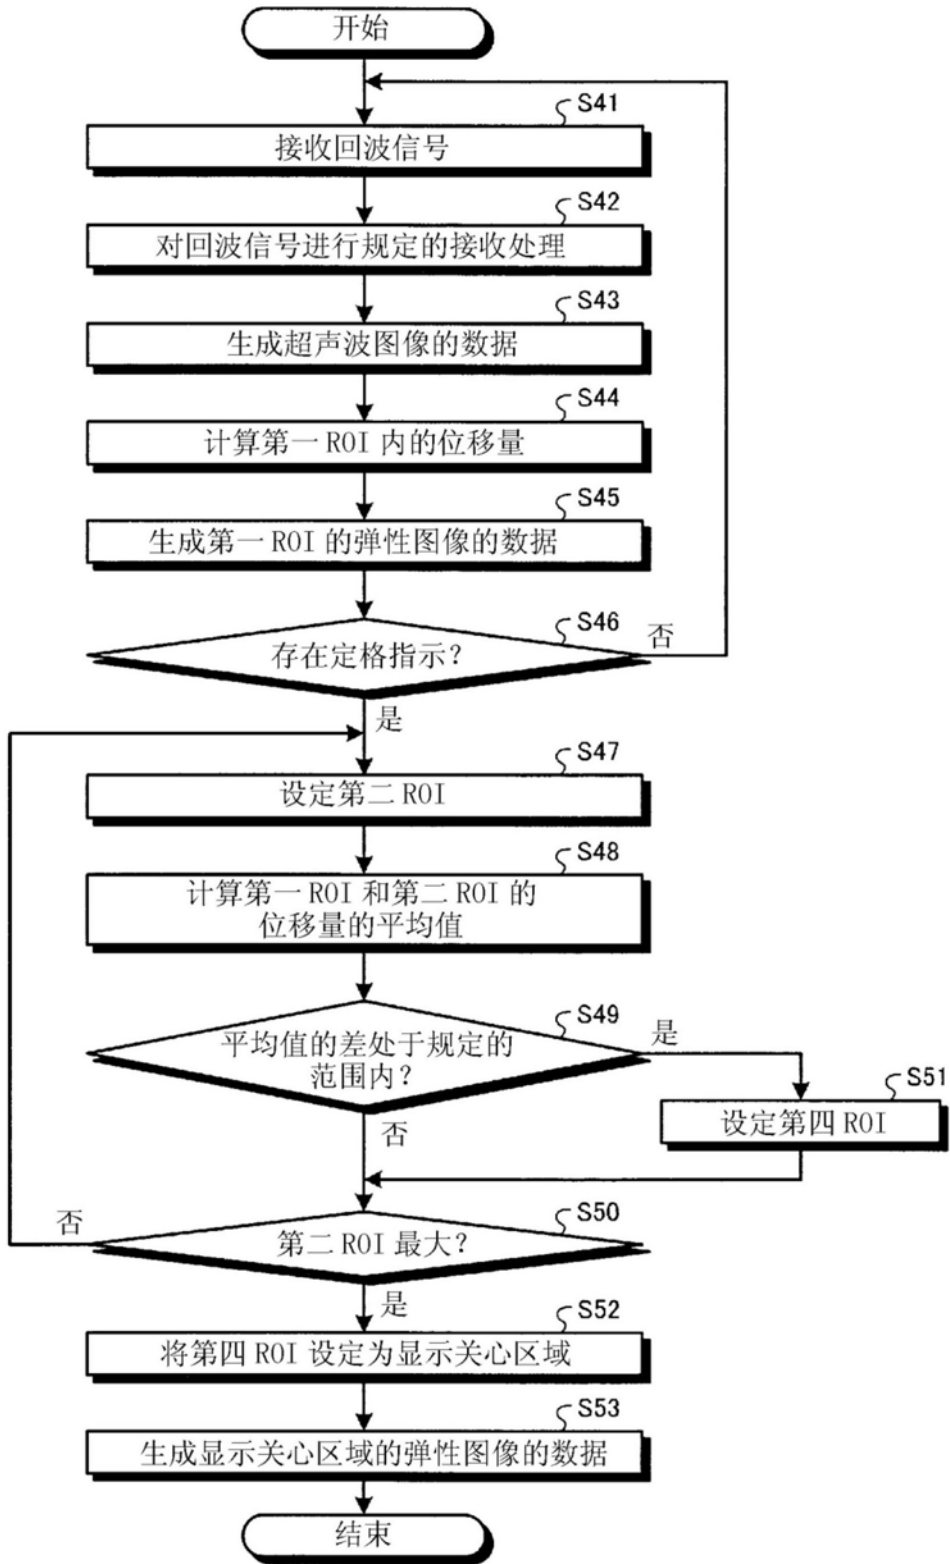 开始
S41
接收回波信号
S42
对回波信号进行规定的接收处理
S43
生成超声波图像的数据
S44
计算第一 ROI 内的位移量
S45
生成第一 ROI 的弹性图像的数据
S46
存在定格指示?
否
是
S47
设定第二 ROI
S48
计算第一 ROI 和第二 ROI 的
位移量的平均值
S49
平均值的差处于规定的
范围内?
是
S51
设定第四 ROI
否
S50
第二 ROI 最大?
否
是
S52
将第四 ROI 设定为显示关心区域
S53
生成显示关心区域的弹性图像的数据
结束